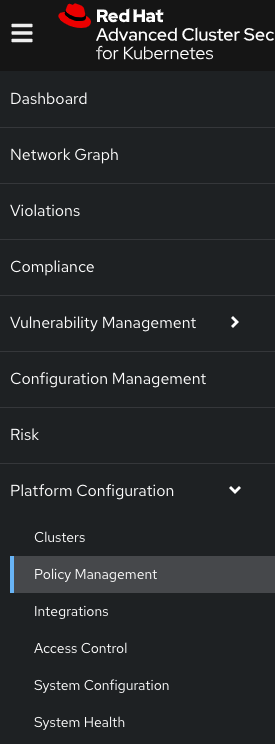 Red Hat
Advanced Cluster Sec
for Kubernetes
Dashboard
Network Graph
Violations
Compliance
Vulnerability Management
Configuration Management
Risk
Platform Configuration
Clusters
Policy Management
Integrations
Access Control
System Configuration
System Health